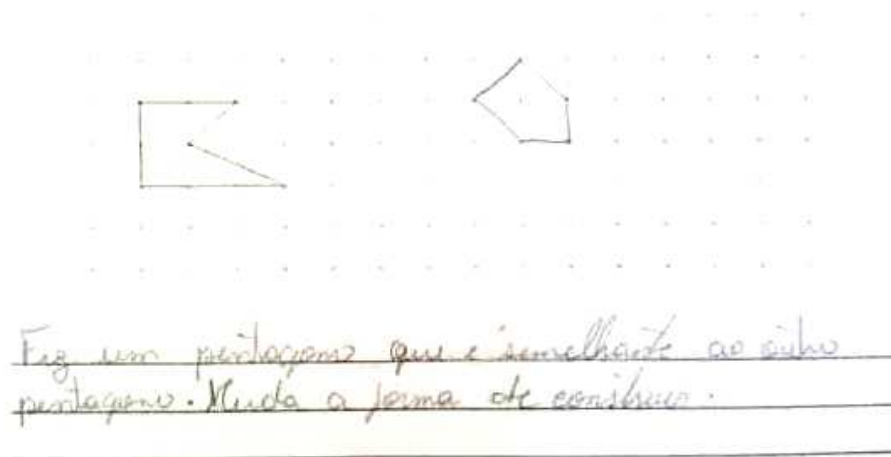 Fiz um pentagono que é semelhante ao outro
pentagono. Muda a forma de construir.